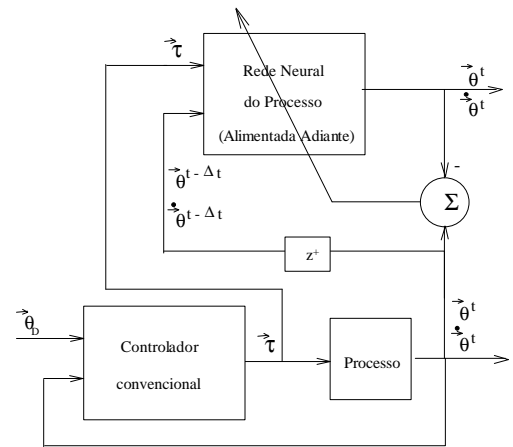 τ
Rede Neural
do Processo
(Alimentada Adiante)
θ^t
θ̇^t
-
Σ
θ^t - Δt
θ̇^t - Δt
z⁺
θ_D
Controlador
convencional
τ
Processo
θ^t
θ̇^t